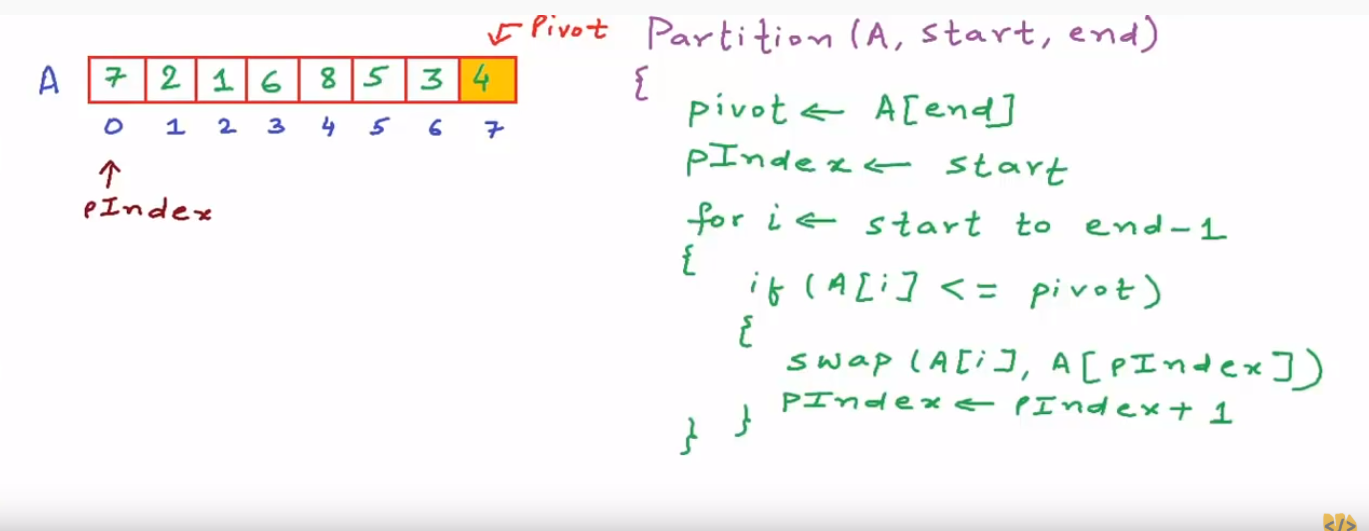 Pivot
A 7 2 1 6 8 5 3 4
0 1 2 3 4 5 6 7
pIndex
Partition (A, start, end)
{
pivot ← A[end]
pIndex ← start
for i ← start to end-1
{
if (A[i] <= pivot)
{
swap (A[i], A[pIndex])
pIndex ← pIndex + 1
}
}